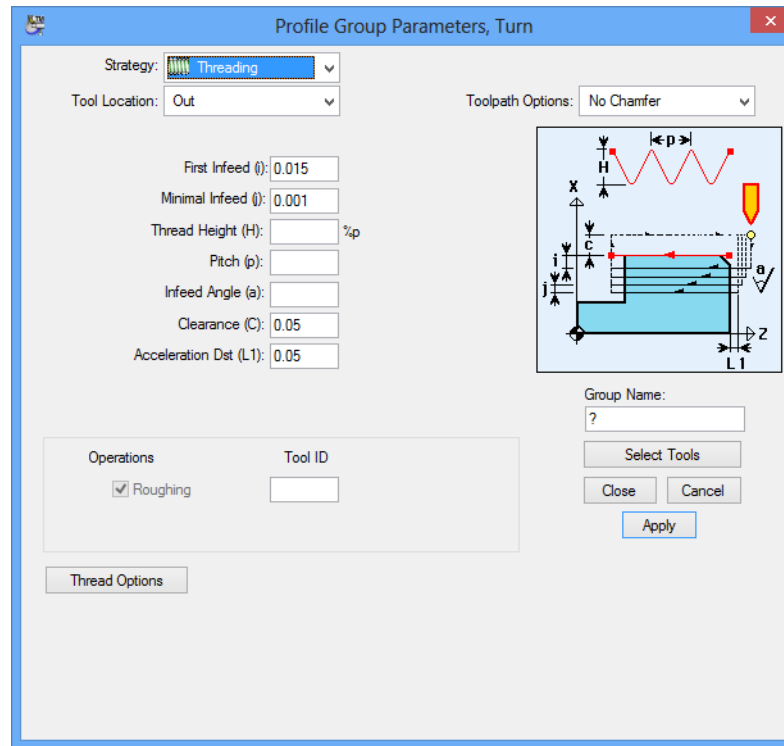 Profile Group Parameters, Turn
Strategy: Threading
Tool Location: Out
Toolpath Options: No Chamfer
First Infeed (i): 0.015
Minimal Infeed (j): 0.001
Thread Height (H): %p
Pitch (p):
Infeed Angle (a):
Clearance (C): 0.05
Acceleration Dst (L1): 0.05
p
H
X
c
i
a
j
Z
L1
Group Name:
?
Operations Tool ID
Roughing
Select Tools
Close Cancel
Apply
Thread Options